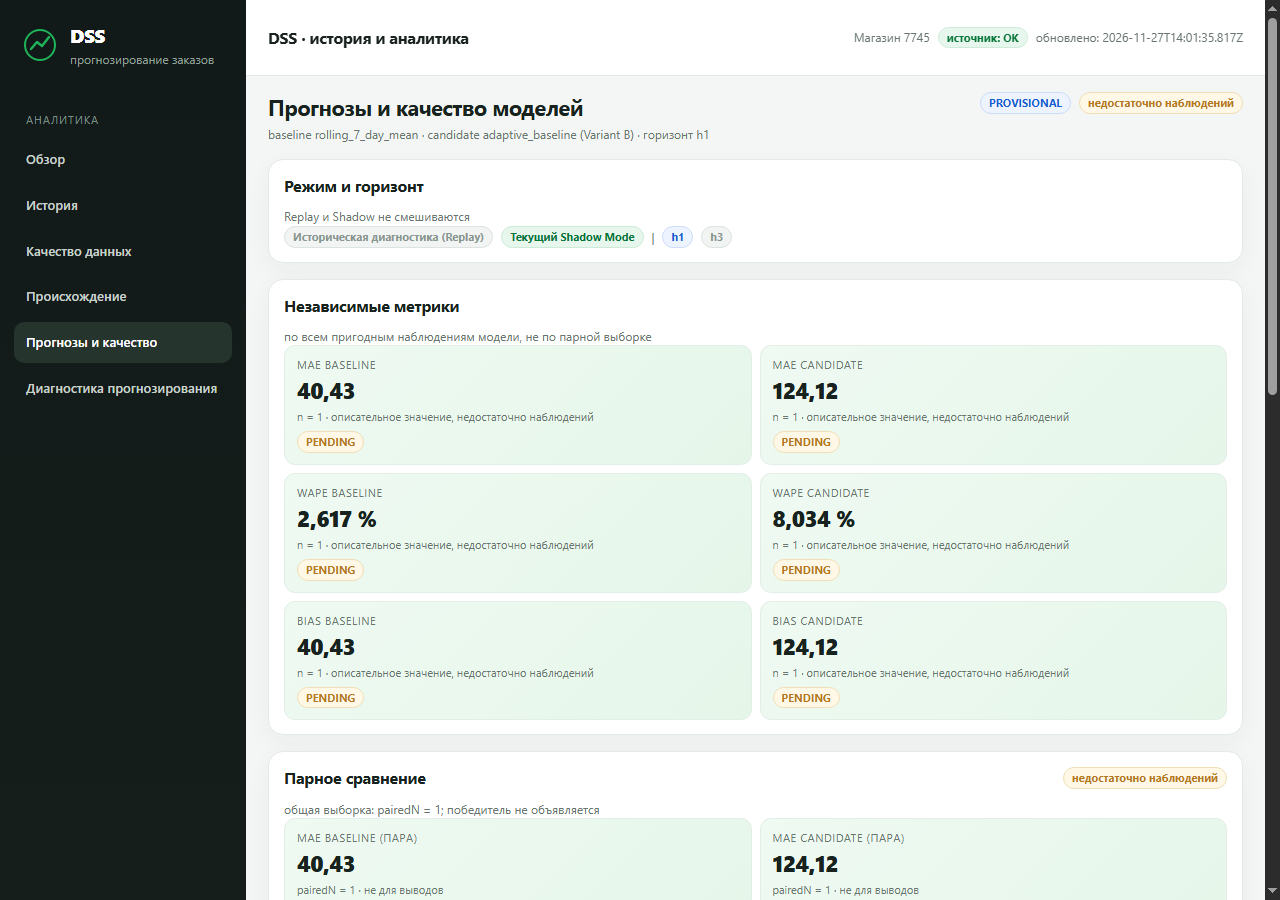 DSS
прогнозирование заказов
АНАЛИТИКА
Обзор
История
Качество данных
Происхождение
Прогнозы и качество
Диагностика прогнозирования
DSS · история и аналитика
Магазин 7745 источник: OK обновлено: 2026-11-27T14:01:35.817Z
Прогнозы и качество моделей
PROVISIONAL недостаточно наблюдений
baseline rolling_7_day_mean · candidate adaptive_baseline (Variant B) · горизонт h1
Режим и горизонт
Replay и Shadow не смешиваются
Историческая диагностика (Replay) Текущий Shadow Mode | h1 h3
Независимые метрики
по всем пригодным наблюдениям модели, не по парной выборке
MAE BASELINE
40,43
n = 1 · описательное значение, недостаточно наблюдений
PENDING
MAE CANDIDATE
124,12
n = 1 · описательное значение, недостаточно наблюдений
PENDING
WAPE BASELINE
2,617 %
n = 1 · описательное значение, недостаточно наблюдений
PENDING
WAPE CANDIDATE
8,034 %
n = 1 · описательное значение, недостаточно наблюдений
PENDING
BIAS BASELINE
40,43
n = 1 · описательное значение, недостаточно наблюдений
PENDING
BIAS CANDIDATE
124,12
n = 1 · описательное значение, недостаточно наблюдений
PENDING
Парное сравнение
недостаточно наблюдений
общая выборка: pairedN = 1; победитель не объявляется
MAE BASELINE (ПАРА)
40,43
pairedN = 1 · не для выводов
MAE CANDIDATE (ПАРА)
124,12
pairedN = 1 · не для выводов